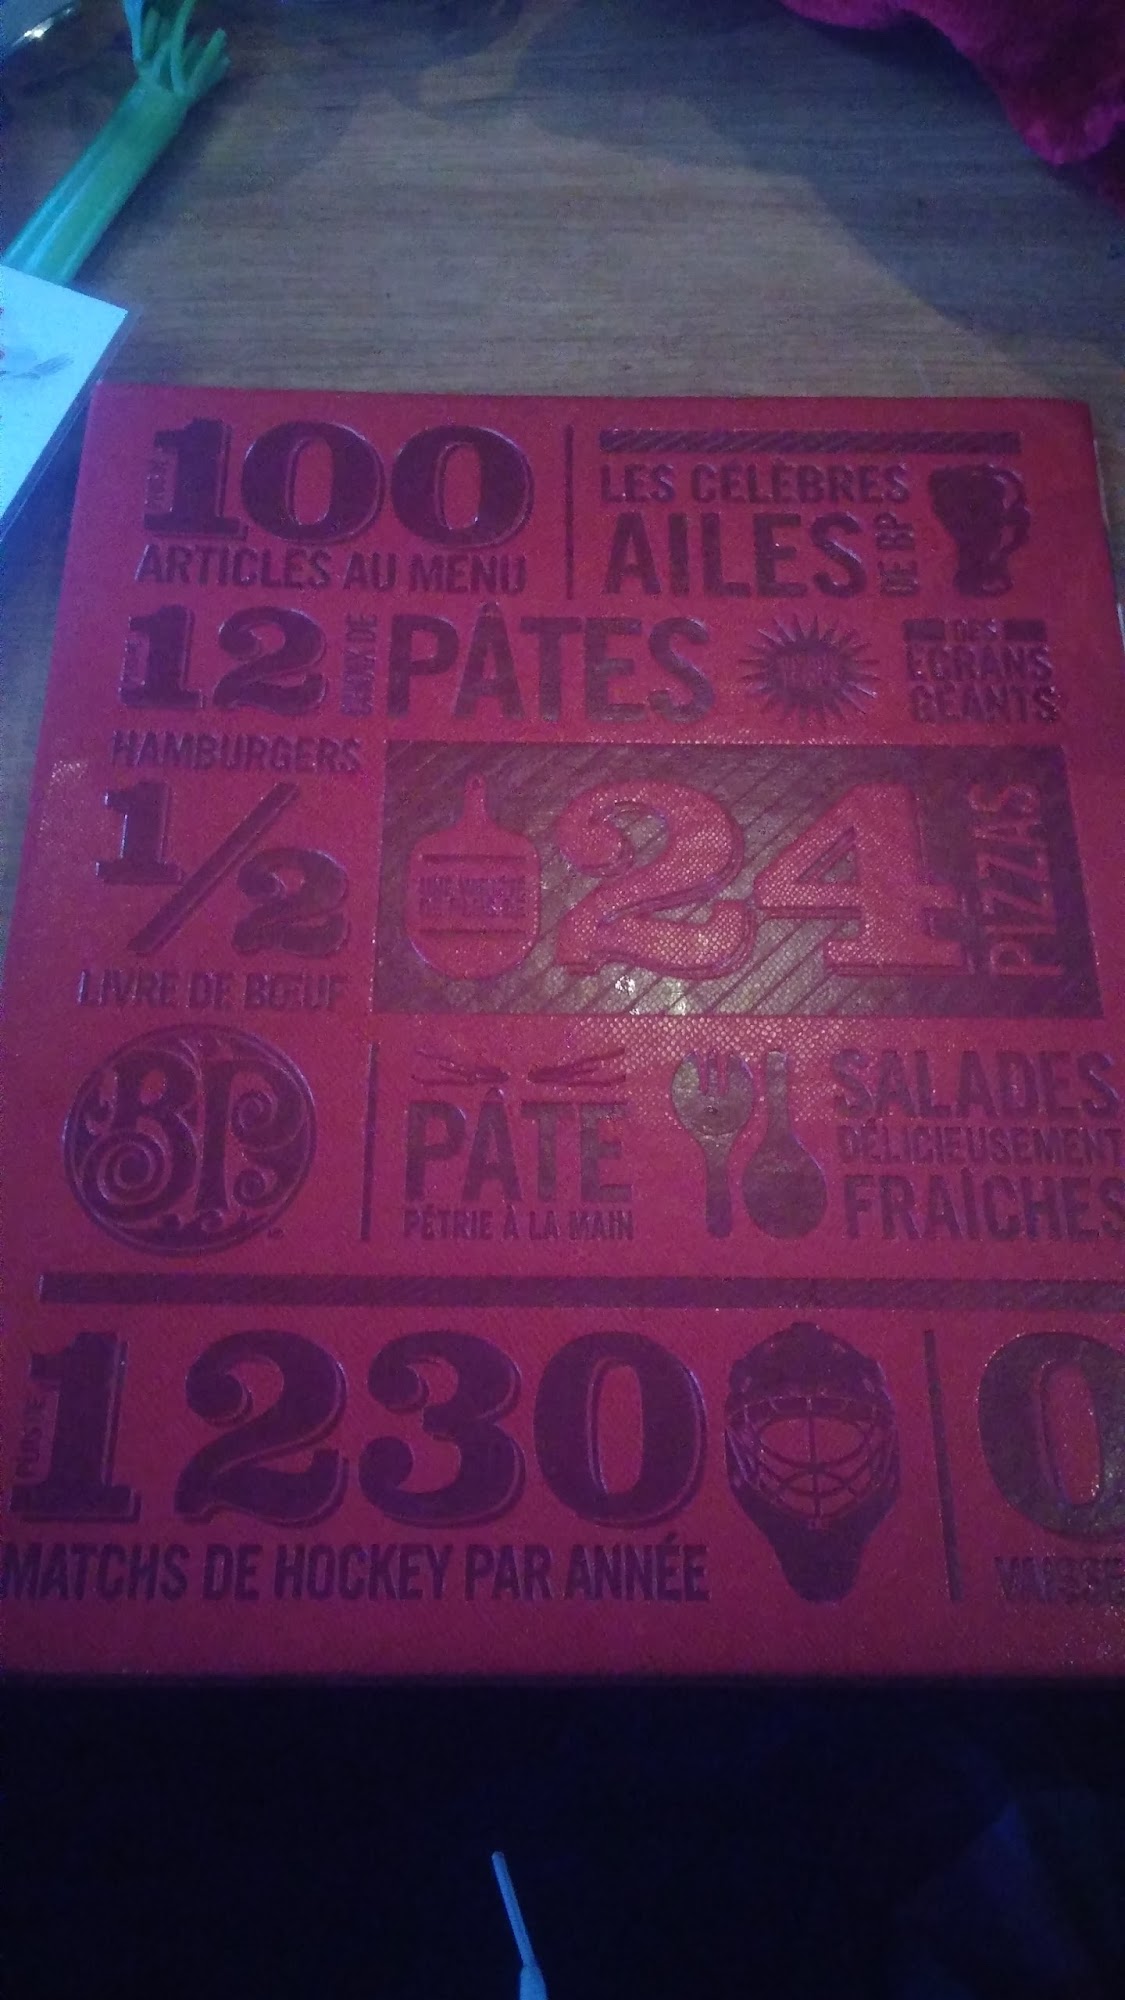 100
ARTICLES AU MENU
LES CÉLÈBRES
AILES
DE BP
12
PÂTES
DES
ÉCRANS
GÉANTS
HAMBURGERS
1/2
LIVRE DE BŒUF
24
PIZZAS
BP
PÂTE
PÉTRIE À LA MAIN
SALADES
DÉLICIEUSEMENT
FRAÎCHES
1230
MATCHS DE HOCKEY PAR ANNÉE
0